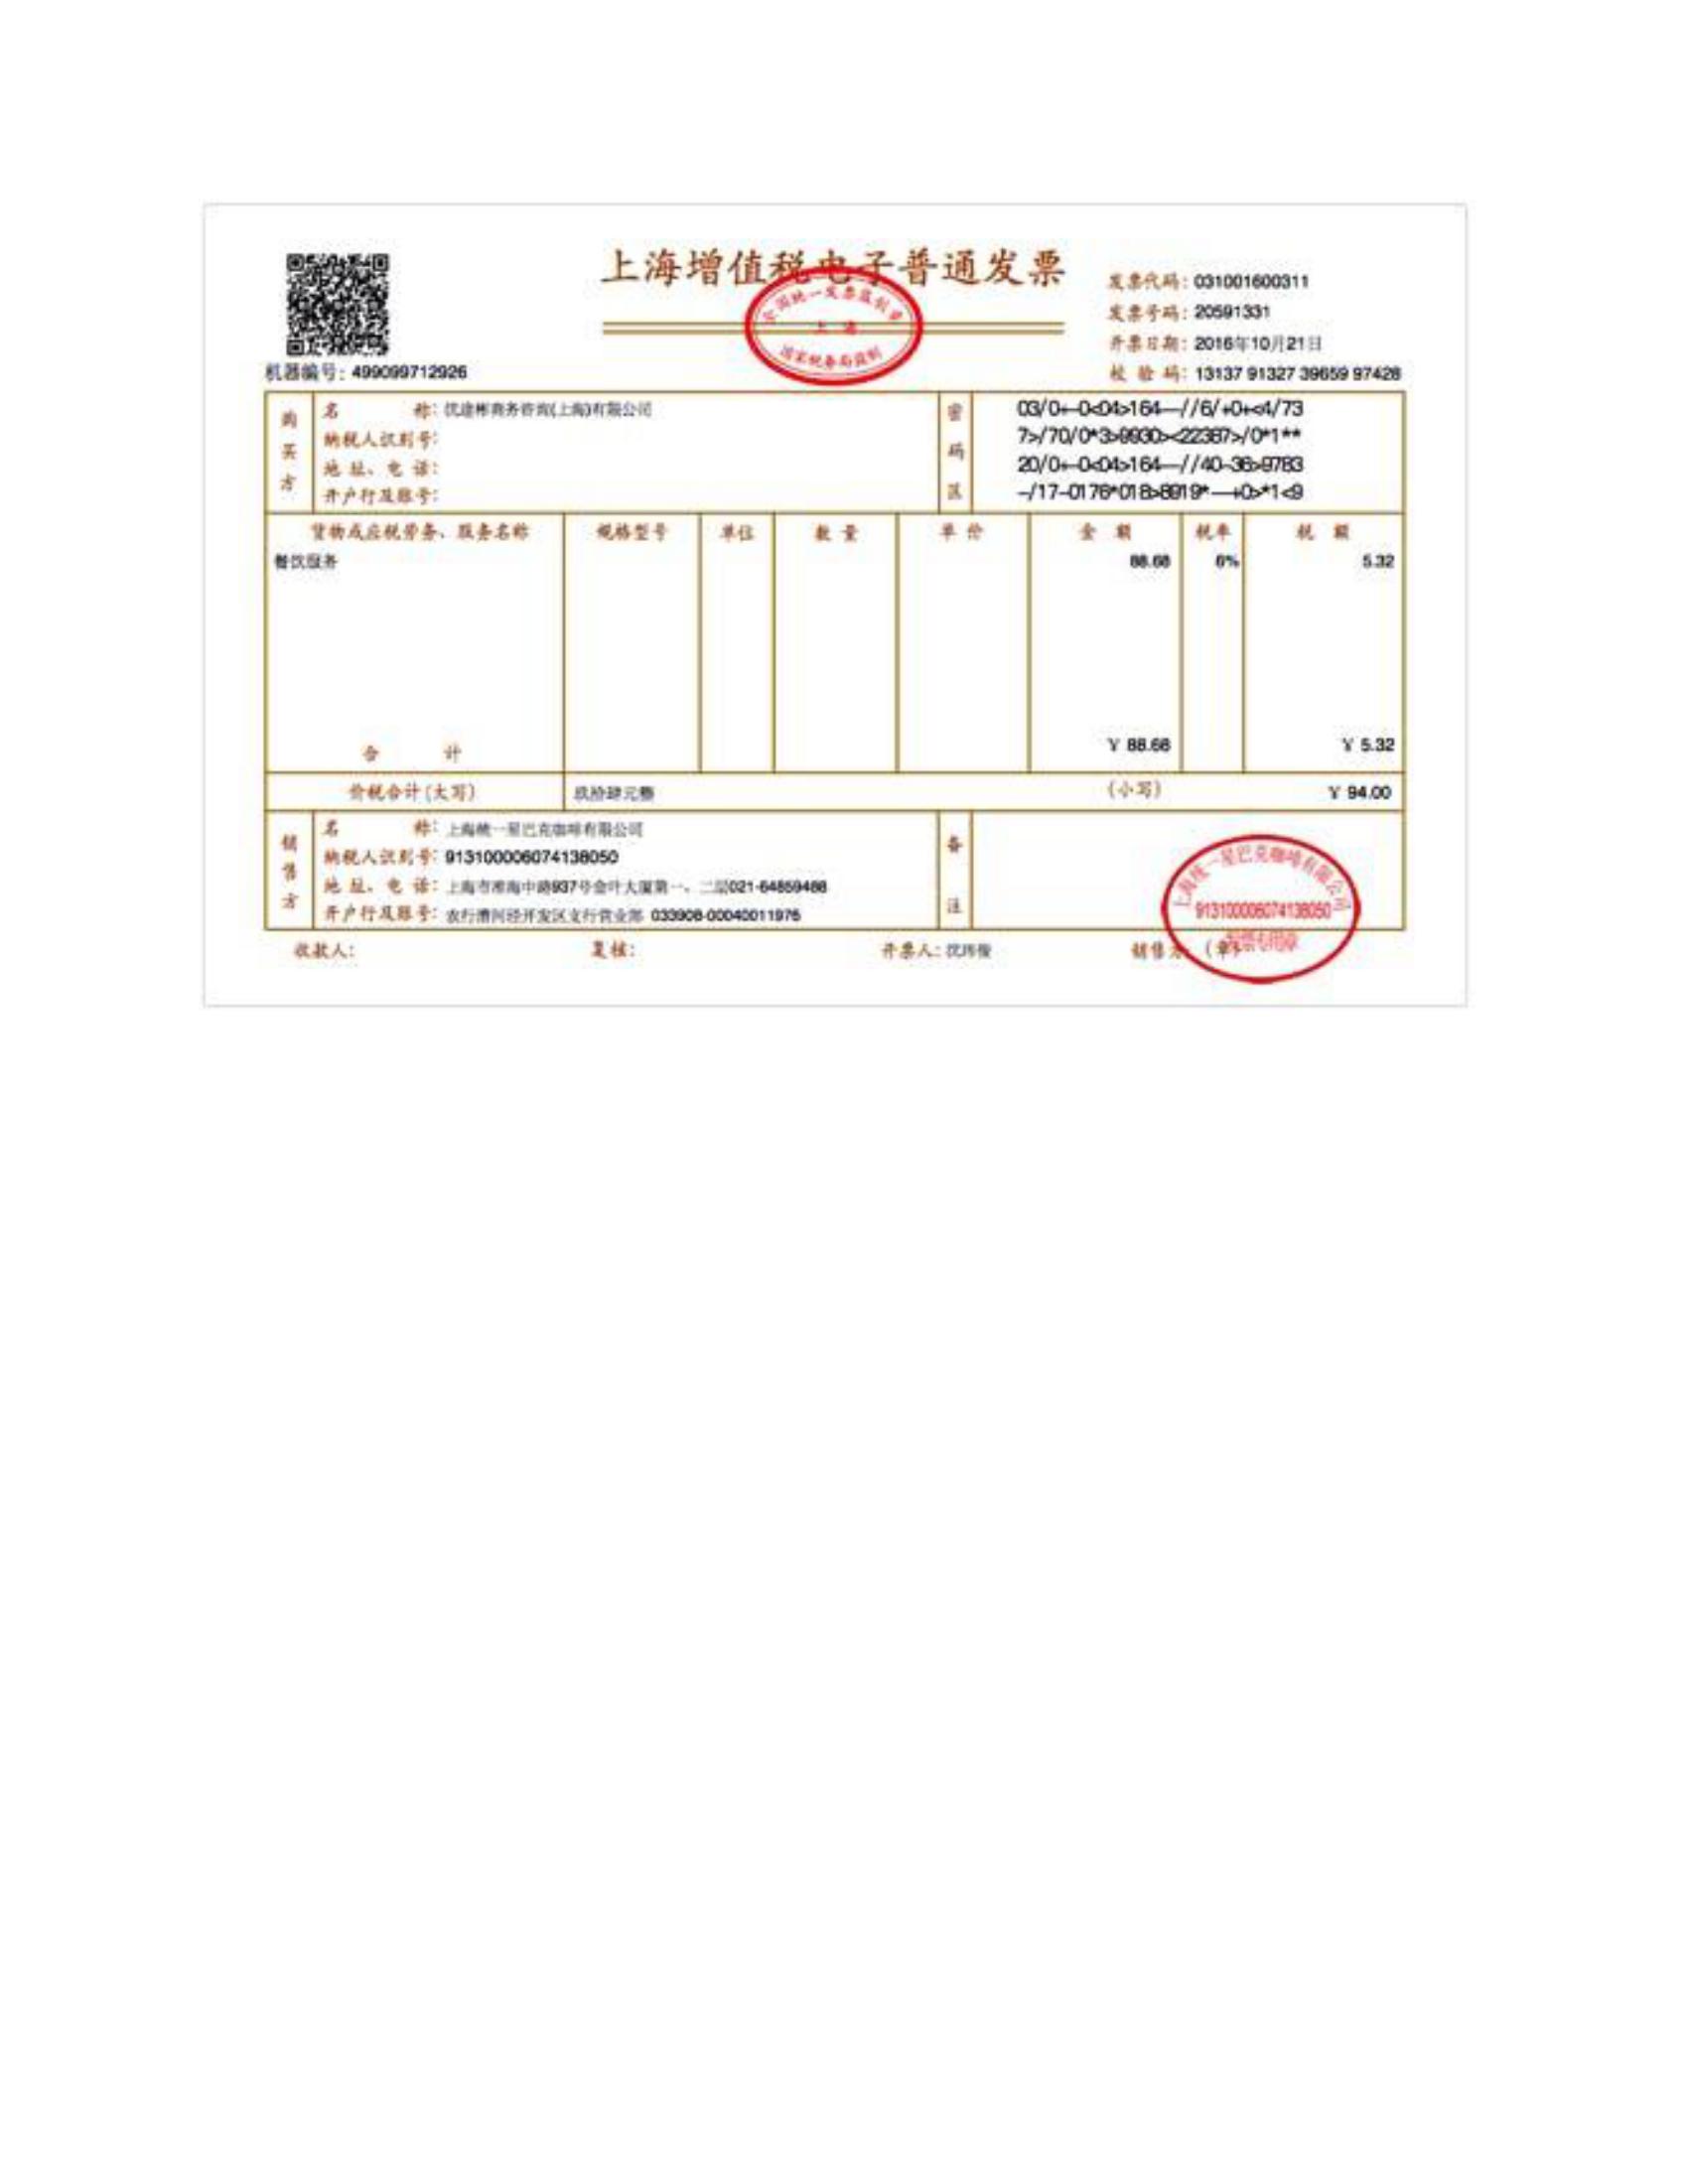 上海增值税电子普通发票
全国统一发票监制章
上海
国家税务局监制
发票代码: 031001600311
发票号码: 20591331
开票日期: 2016年10月21日
校验码: 13137 91327 39659 97428
机器编号: 499099712926
购买方
名称: 优途彬商务咨询(上海)有限公司
纳税人识别号:
地址、电话:
开户行及账号:
密码区
03/0+-0<04>164—//6/+0+<4/73
7>/70/0*3>9930><22387>/0*1**
20/0+-0<04>164—//40-36>9783
-/17-0176*018>8919*—+0>*1<9
货物或应税劳务、服务名称 规格型号 单位 数量 单价 金额 税率 税额
餐饮服务 88.68 6% 5.32
合计 ¥ 88.68 ¥ 5.32
价税合计(大写) 玖拾肆元整 (小写) ¥ 94.00
销售方
名称: 上海统一星巴克咖啡有限公司
纳税人识别号: 913100006074138050
地址、电话: 上海市淮海中路937号金叶大厦第一、二层021-64859488
开户行及账号: 农行漕河泾开发区支行营业部 033908-00040011975
备注
上海统一星巴克咖啡有限公司
913100006074138050
发票专用章
收款人: 复核: 开票人: 销售方: (章)